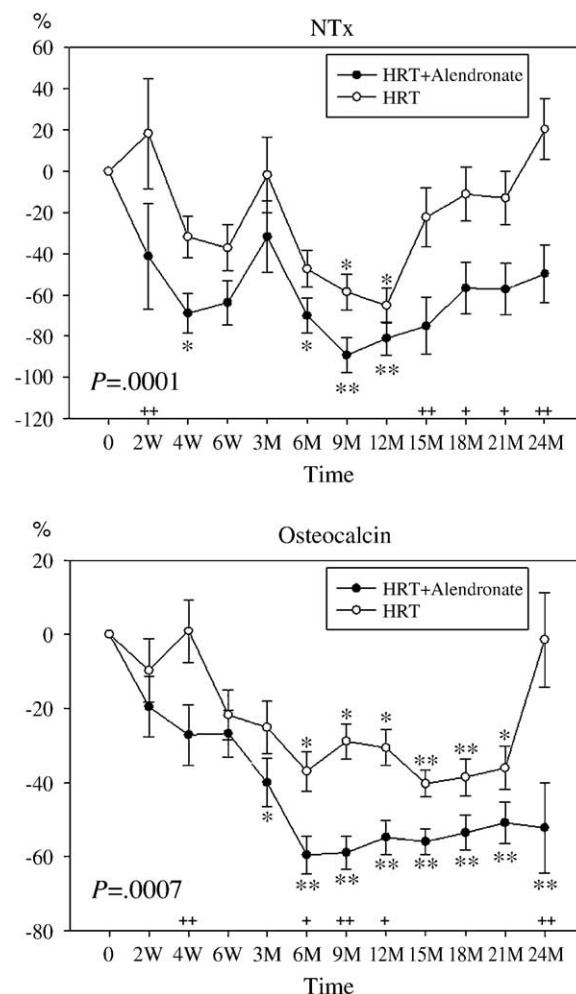 % NTx
60
HRT+Alendronate
40
HRT
20
0
-20
-40
* *
-60
* * ** **
-80
-100
P=.0001
++ ++ + + ++
-120
0 2W 4W 6W 3M 6M 9M 12M 15M 18M 21M 24M
Time
% Osteocalcin
20
HRT+Alendronate
HRT
0
-20
* * * ** ** *
-40
*
-60
** ** ** ** ** ** **
P=.0007
++ + ++ + ++
-80
0 2W 4W 6W 3M 6M 9M 12M 15M 18M 21M 24M
Time